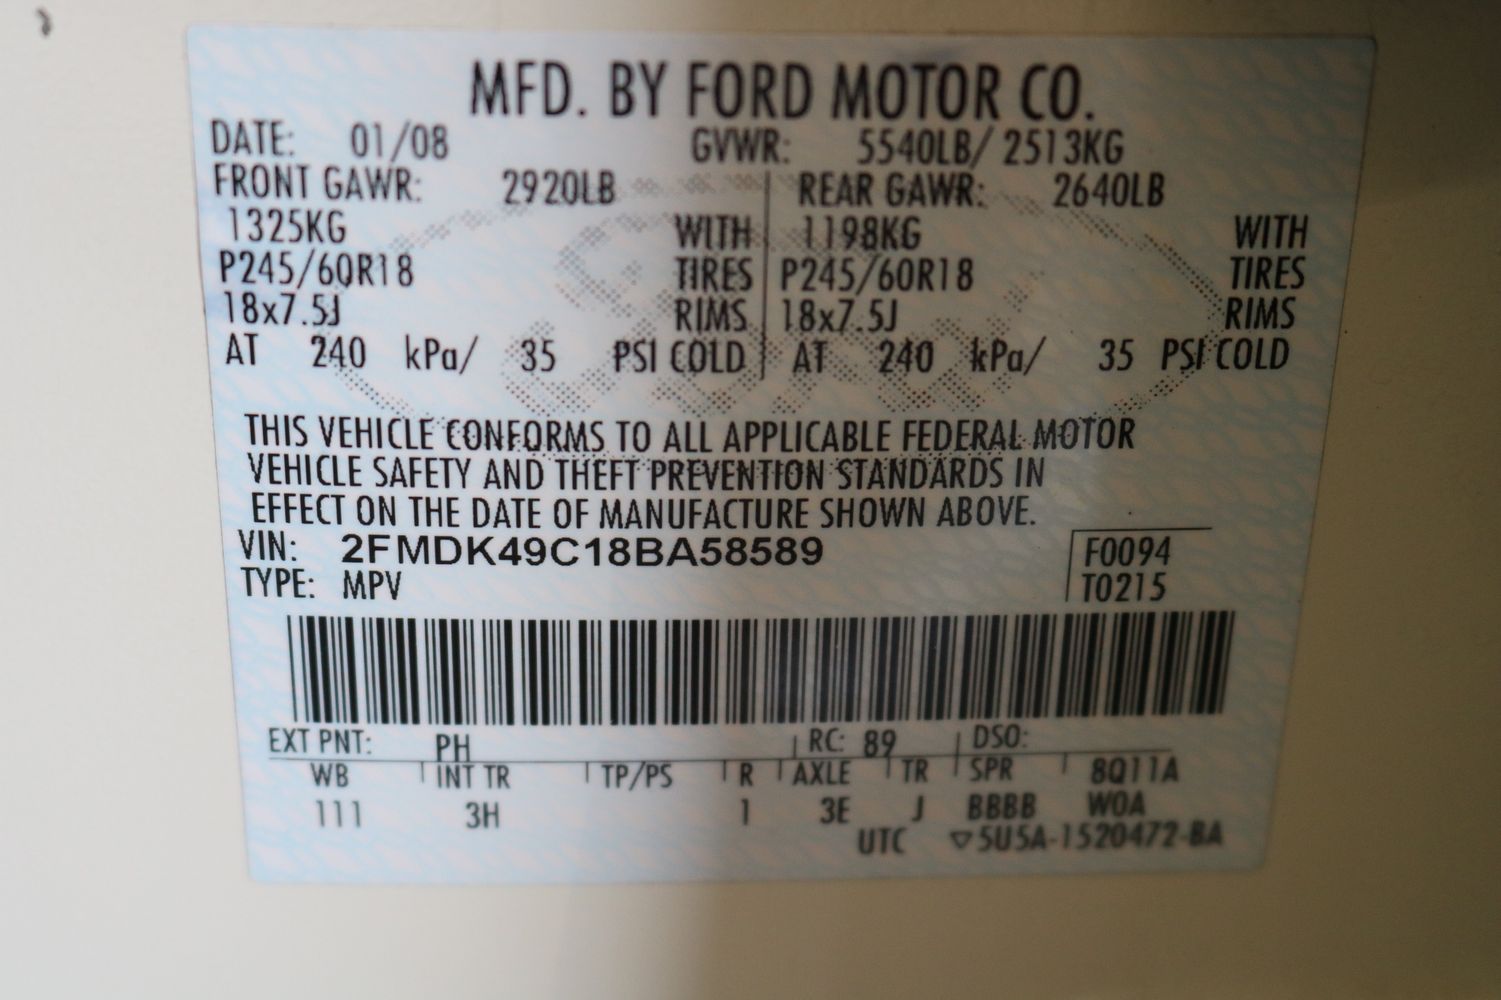 MFD. BY FORD MOTOR CO.
DATE: 01/08 GVWR: 5540LB/ 2513KG
FRONT GAWR: 2920LB REAR GAWR: 2640LB
1325KG WITH 1198KG WITH
P245/60R18 TIRES P245/60R18 TIRES
18x7.5J RIMS 18x7.5J RIMS
AT 240 kPa/ 35 PSI COLD AT 240 kPa/ 35 PSI COLD
THIS VEHICLE CONFORMS TO ALL APPLICABLE FEDERAL MOTOR
VEHICLE SAFETY AND THEFT PREVENTION STANDARDS IN
EFFECT ON THE DATE OF MANUFACTURE SHOWN ABOVE.
VIN: 2FMDK49C18BA58589 F0094
TYPE: MPV T0215
EXT PNT: PH RC: 89 DSO:
WB INT TR TP/PS R AXLE TR SPR 8Q11A
111 3H 1 3E J BBBB WOA
UTC ▽5U5A-1520472-BA